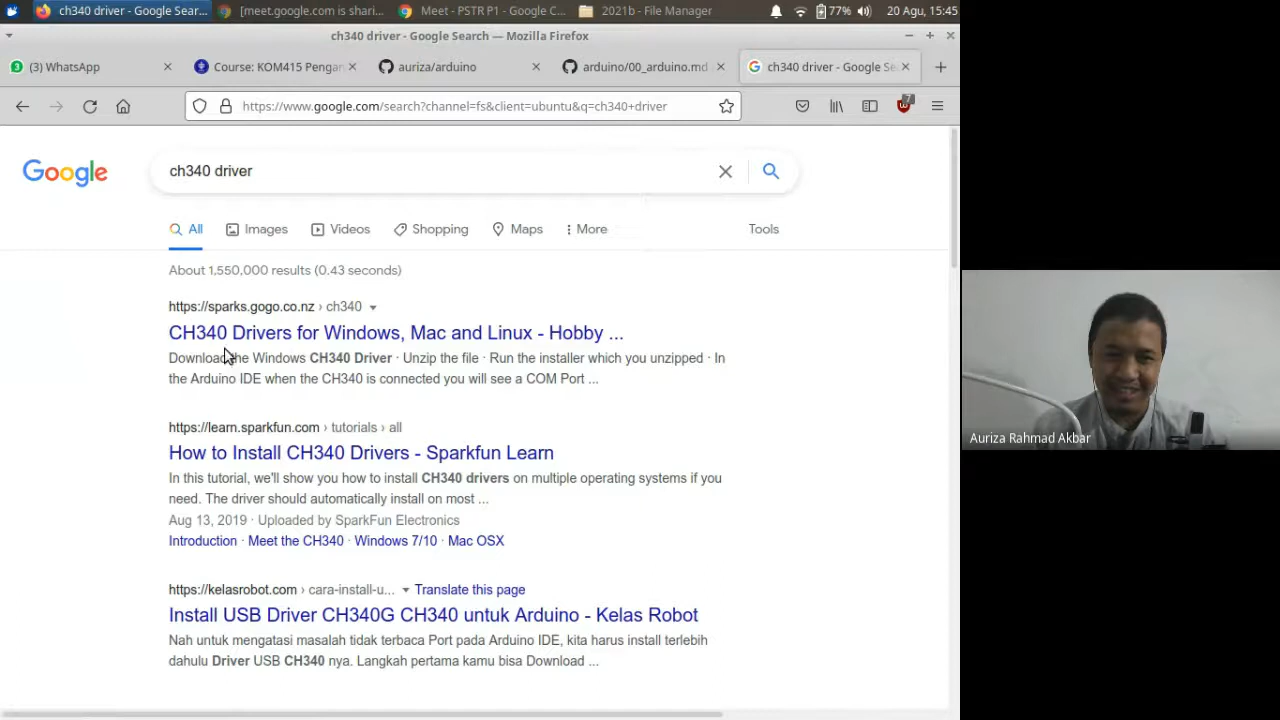 ch340 driver - Google Sear...
[meet.google.com is shari...
Meet - PSTR P1 - Google C...
2021b - File Manager
77%
20 Agu, 15:45
ch340 driver - Google Search — Mozilla Firefox
(3) WhatsApp
Course: KOM415 Pengan
auriza/arduino
arduino/00_arduino.md
ch340 driver - Google Se
https://www.google.com/search?channel=fs&client=ubuntu&q=ch340+driver
7
Google
ch340 driver
All
Images
Videos
Shopping
Maps
More
Tools
About 1,550,000 results (0.43 seconds)
https://sparks.gogo.co.nz › ch340
CH340 Drivers for Windows, Mac and Linux - Hobby ...
Download the Windows CH340 Driver · Unzip the file · Run the installer which you unzipped · In
the Arduino IDE when the CH340 is connected you will see a COM Port ...
https://learn.sparkfun.com › tutorials › all
How to Install CH340 Drivers - Sparkfun Learn
In this tutorial, we'll show you how to install CH340 drivers on multiple operating systems if you
need. The driver should automatically install on most ...
Aug 13, 2019 · Uploaded by SparkFun Electronics
Introduction · Meet the CH340 · Windows 7/10 · Mac OSX
https://kelasrobot.com › cara-install-u...
Translate this page
Install USB Driver CH340G CH340 untuk Arduino - Kelas Robot
Nah untuk mengatasi masalah tidak terbaca Port pada Arduino IDE, kita harus install terlebih
dahulu Driver USB CH340 nya. Langkah pertama kamu bisa Download ...
Auriza Rahmad Akbar